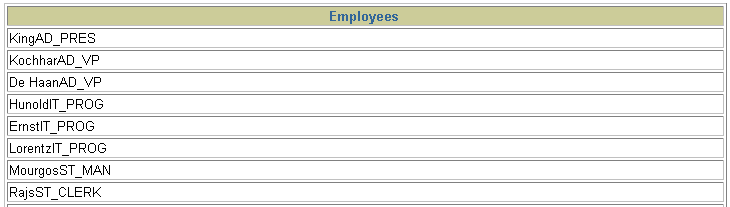 Employees
KingAD_PRES
KochharAD_VP
De HaanAD_VP
HunoldIT_PROG
ErnstIT_PROG
LorentzIT_PROG
MourgosST_MAN
RajsST_CLERK